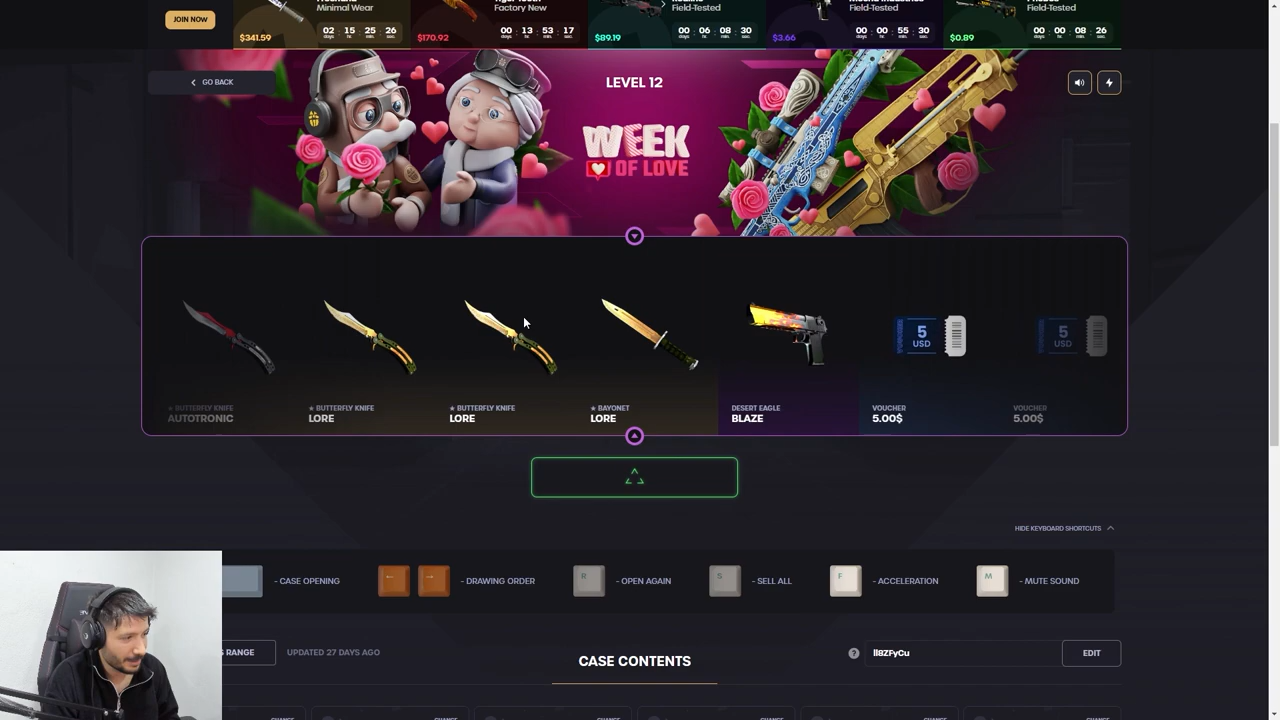 JOIN NOW
Minimal Wear
$341.59
02 15 25 26
days hr. min. sec.
Factory New
$170.92
00 13 53 17
days hr. min. sec.
Field-Tested
$89.19
00 06 08 30
days hr. min. sec.
Field-Tested
$3.66
00 00 55 30
days hr. min. sec.
Field-Tested
$0.89
00 00 08 26
days hr. min. sec.
GO BACK
LEVEL 12
WEEK
OF LOVE
★ BUTTERFLY KNIFE
AUTOTRONIC
★ BUTTERFLY KNIFE
LORE
★ BUTTERFLY KNIFE
LORE
★ BAYONET
LORE
DESERT EAGLE
BLAZE
5
USD
VOUCHER
5.00$
5
USD
VOUCHER
5.00$
HIDE KEYBOARD SHORTCUTS
- CASE OPENING
← →
- DRAWING ORDER
R
- OPEN AGAIN
S
- SELL ALL
F
- ACCELERATION
M
- MUTE SOUND
RANGE
UPDATED 27 DAYS AGO
CASE CONTENTS
?
EDIT
CHANCE
CHANCE
CHANCE
CHANCE
CHANCE
CHANCE